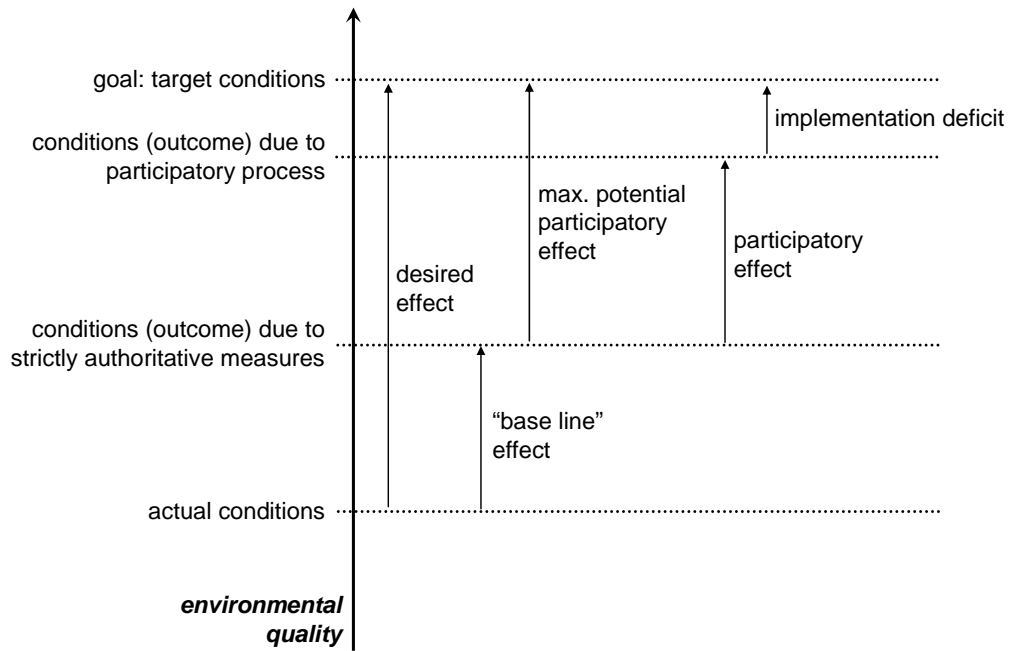 goal: target conditions
implementation deficit
conditions (outcome) due to
participatory process
max. potential
participatory
effect
participatory
effect
desired
effect
conditions (outcome) due to
strictly authoritative measures
“base line”
effect
actual conditions
environmental
quality